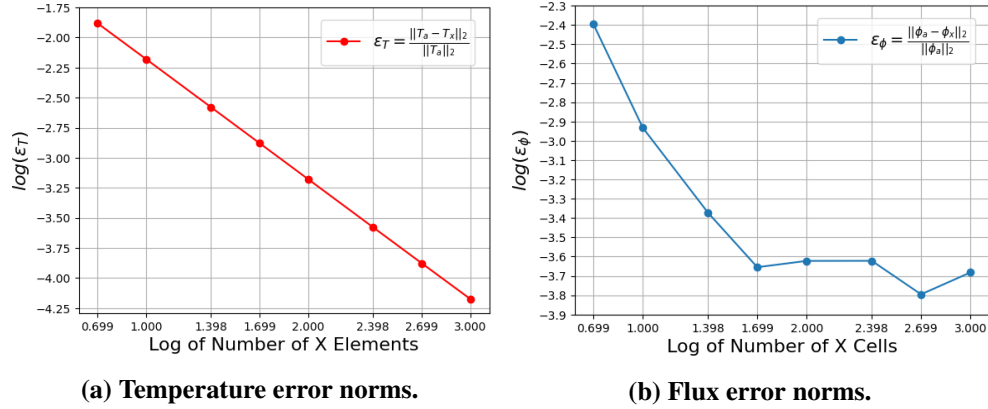 −1.75
−2.00
−2.25
−2.50
−2.75
−3.00
−3.25
−3.50
−3.75
−4.00
−4.25
log(ε_T)
ε_T = ||T_a − T_x||_2 / ||T_a||_2
0.699 1.000 1.398 1.699 2.000 2.398 2.699 3.000
Log of Number of X Elements
(a) Temperature error norms.
−2.3
−2.4
−2.5
−2.6
−2.7
−2.8
−2.9
−3.0
−3.1
−3.2
−3.3
−3.4
−3.5
−3.6
−3.7
−3.8
−3.9
log(ε_ϕ)
ε_ϕ = ||ϕ_a − ϕ_x||_2 / ||ϕ_a||_2
0.699 1.000 1.398 1.699 2.000 2.398 2.699 3.000
Log of Number of X Cells
(b) Flux error norms.